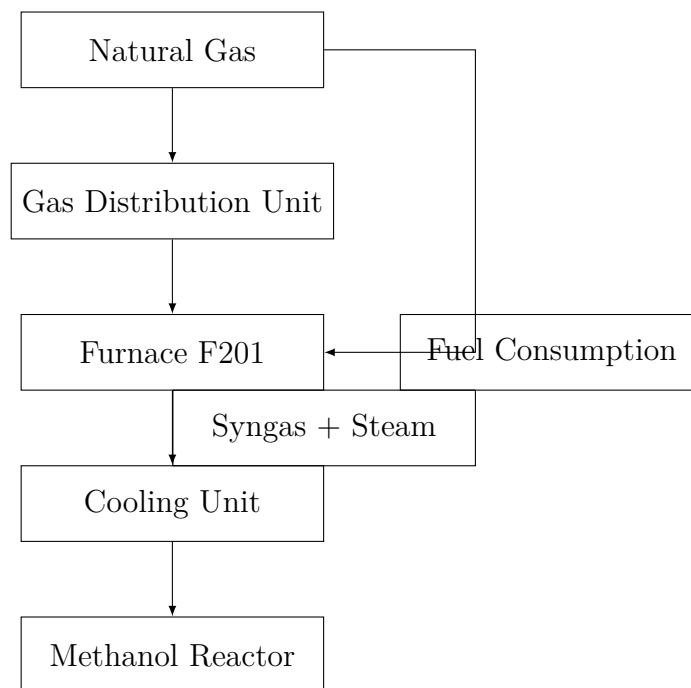 Natural Gas
Gas Distribution Unit
Furnace F201
Fuel Consumption
Syngas + Steam
Cooling Unit
Methanol Reactor